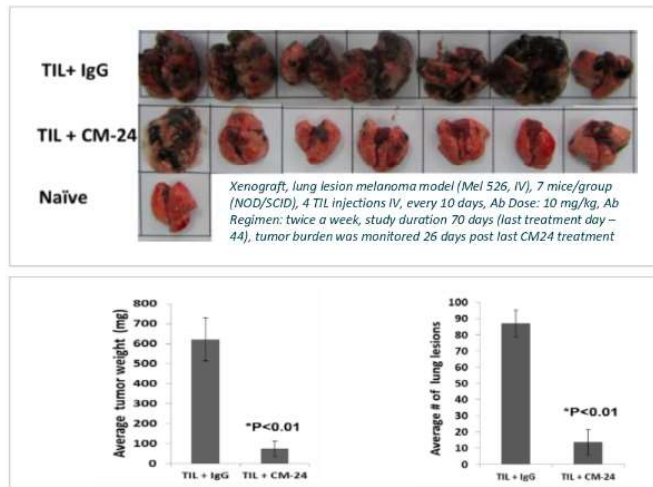 TIL+ IgG
TIL + CM-24
Naïve
Xenograft, lung lesion melanoma model (Mel 526, IV), 7 mice/group
(NOD/SCID), 4 TIL injections IV, every 10 days, Ab Dose: 10 mg/kg, Ab
Regimen: twice a week, study duration 70 days (last treatment day –
44), tumor burden was monitored 26 days post last CM24 treatment
Average tumor weight (mg)
800
700
600
500
400
300
200
100
0
*P<0.01
TIL + IgG
TIL + CM-24
Average # of lung lesions
100
90
80
70
60
50
40
30
20
10
0
*P<0.01
TIL + IgG
TIL + CM-24